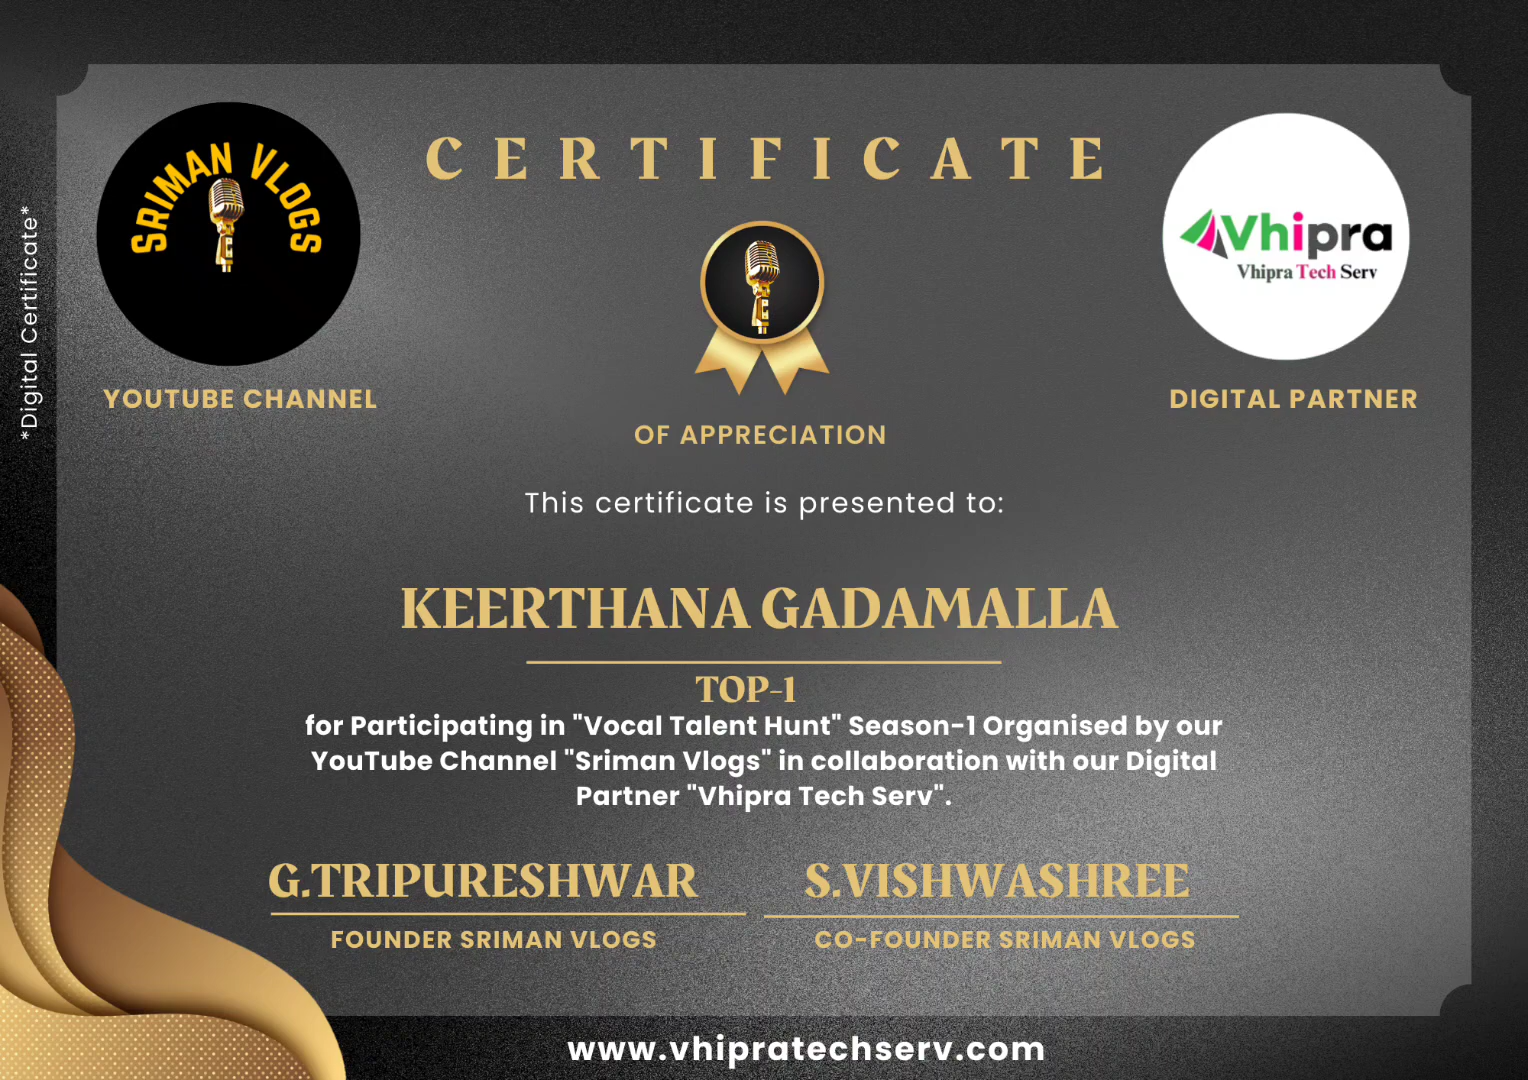 *Digital Certificate*
SRIMAN VLOGS
YOUTUBE CHANNEL
CERTIFICATE
OF APPRECIATION
Vhipra
Vhipra Tech Serv
DIGITAL PARTNER
This certificate is presented to:
KEERTHANA GADAMALLA
TOP-1
for Participating in "Vocal Talent Hunt" Season-1 Organised by our
YouTube Channel "Sriman Vlogs" in collaboration with our Digital
Partner "Vhipra Tech Serv".
G.TRIPURESHWAR
FOUNDER SRIMAN VLOGS
S.VISHWASHREE
CO-FOUNDER SRIMAN VLOGS
www.vhipratechserv.com